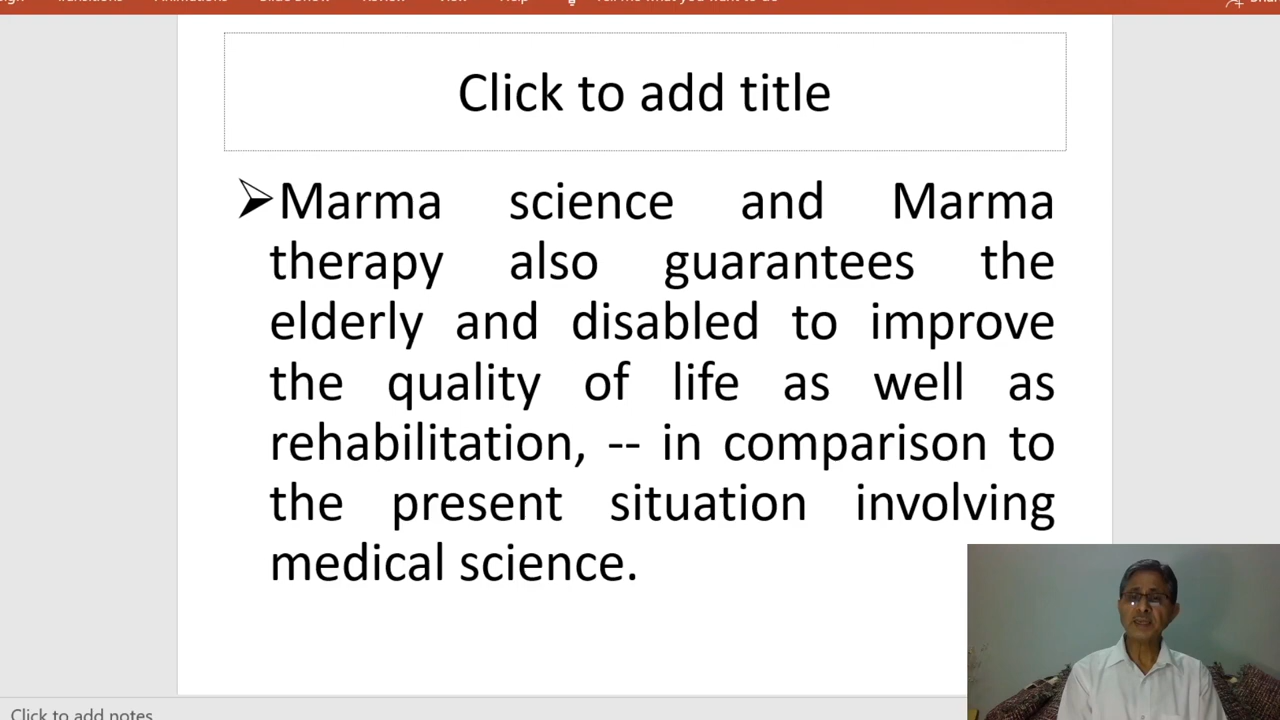 Click to add title
➢Marma science and Marma
therapy also guarantees the
elderly and disabled to improve
the quality of life as well as
rehabilitation, -- in comparison to
the present situation involving
medical science.
Click to add notes